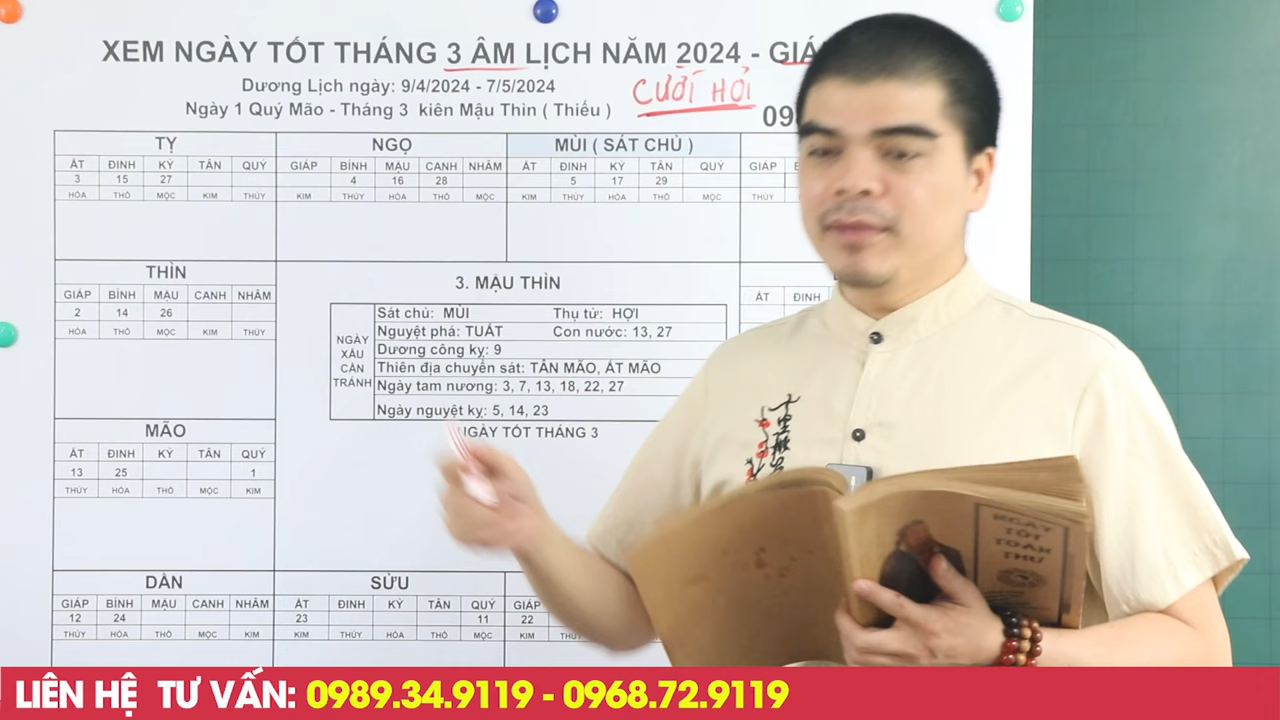 XEM NGÀY TỐT THÁNG 3 ÂM LỊCH NĂM 2024 - GIÁ
Dương Lịch ngày: 9/4/2024 - 7/5/2024
CƯỚI HỎI
Ngày 1 Quý Mão - Tháng 3 kiên Mậu Thìn ( Thiếu )
09
TỴ NGỌ MÙI ( SÁT CHỦ )
ẤT ĐINH KỶ TÂN QUÝ GIÁP BÍNH MẬU CANH NHÂM ẤT ĐINH KỶ TÂN QUÝ GIÁP
3 15 27 4 16 28 5 17 29
HỎA THỔ MỘC KIM THỦY KIM THỦY HỎA THỔ MỘC KIM THỦY HỎA THỔ MỘC THỦY
THÌN
GIÁP BÍNH MẬU CANH NHÂM
2 14 26
HỎA THỔ MỘC KIM THỦY
3. MẬU THÌN
NGÀY XẤU CẦN TRÁNH
Sát chủ: MÙI Thụ tử: HỢI
Nguyệt phá: TUẤT Con nước: 13, 27
Dương công kỵ: 9
Thiên địa chuyển sát: TÂN MÃO, ẤT MÃO
Ngày tam nương: 3, 7, 13, 18, 22, 27
Ngày nguyệt kỵ: 5, 14, 23
NGÀY TỐT THÁNG 3
ẤT ĐINH
MÃO
ẤT ĐINH KỶ TÂN QUÝ
13 25 1
THỦY HỎA THỔ MỘC KIM
DẦN SỬU
GIÁP BÍNH MẬU CANH NHÂM ẤT ĐINH KỶ TÂN QUÝ GIÁP
12 24 23 11 22
THỦY HỎA THỔ MỘC KIM KIM THỦY HỎA THỔ MỘC KIM
NGÀY
TỐT
TOÀN
THƯ
LIÊN HỆ TƯ VẤN: 0989.34.9119 - 0968.72.9119